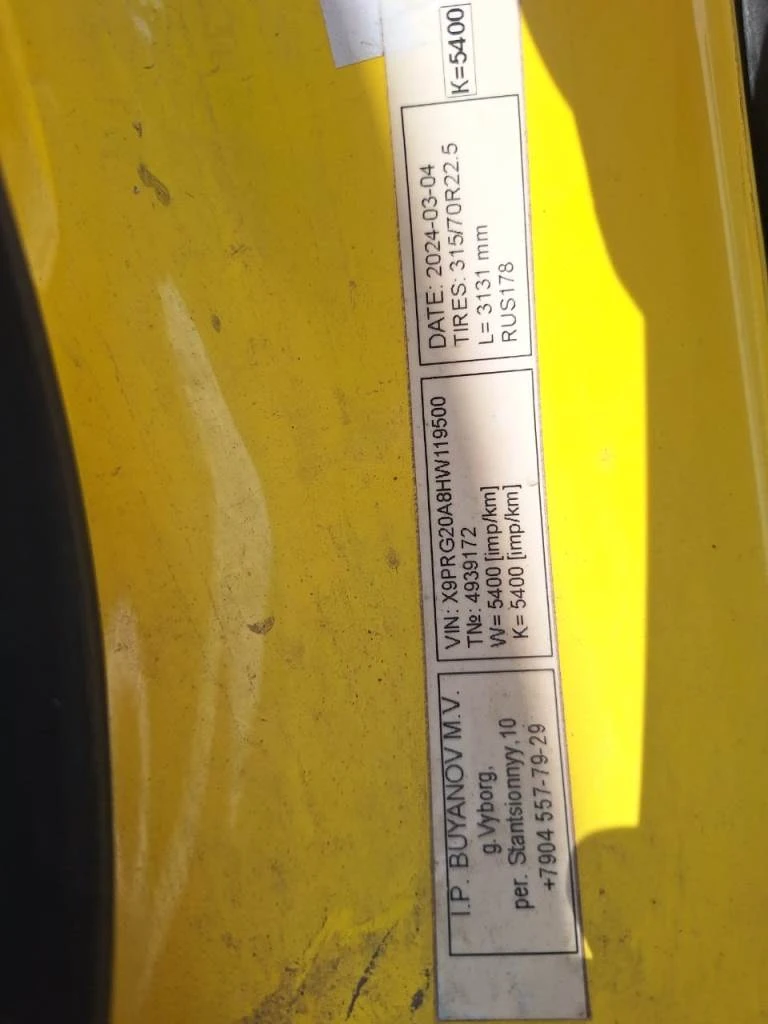 I.P. BUYANOV M.V.
g.Vyborg,
per. Stantsionnyy,10
+7904 557-79-29
VIN: X9PRG20A8HW119500
T№: 4939172
W= 5400 [imp/km]
K= 5400 [imp/km]
DATE: 2024-03-04
TIRES: 315/70R22.5
L= 3131 mm
RUS178
K=5400